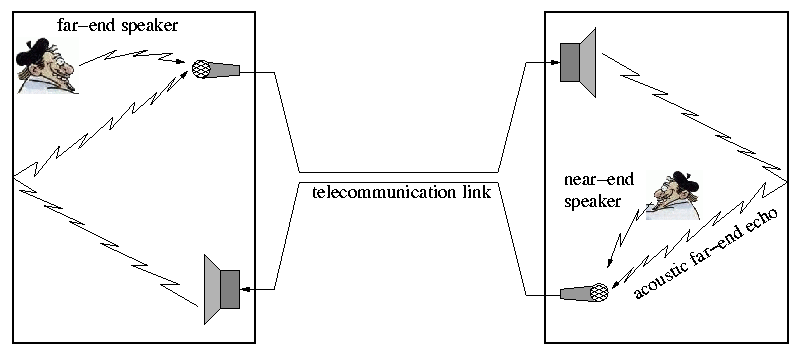 far–end speaker
telecommunication link
near–end
speaker
acoustic far–end echo